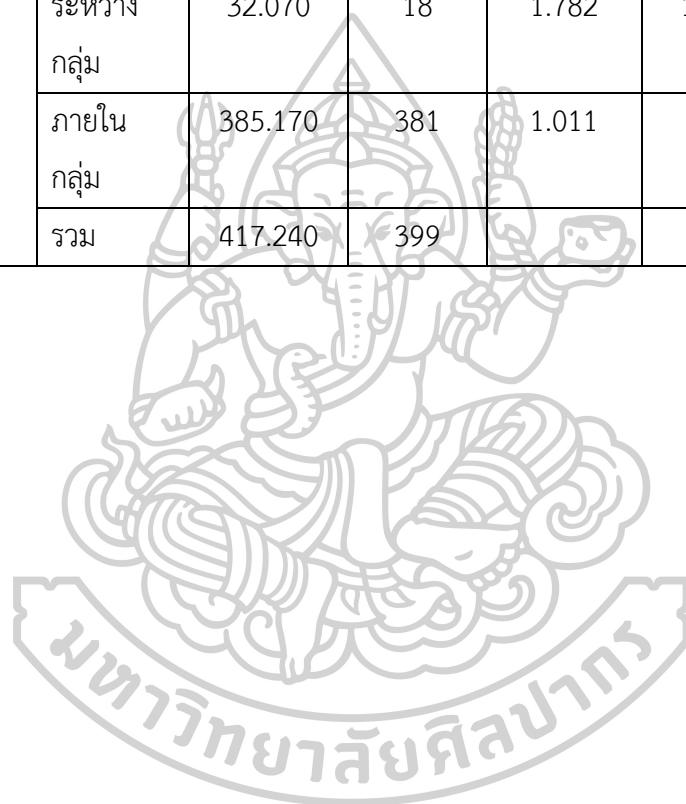 ระหว่าง 32.070 18 1.782
กลุ่ม
ภายใน 385.170 381 1.011
กลุ่ม
รวม 417.240 399
มหาวิทยาลัยศิลปากร